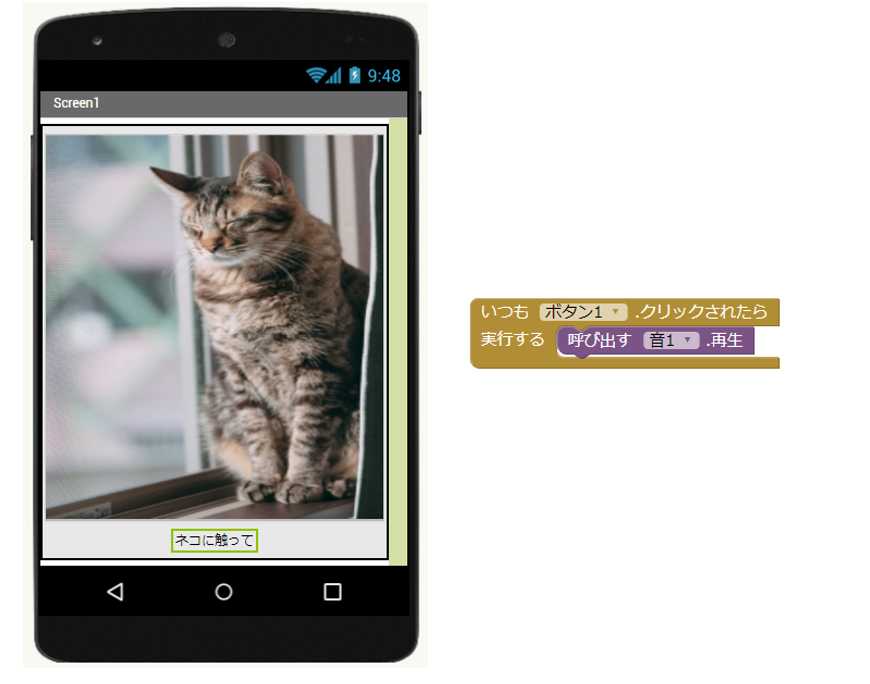 9:48
Screen1
ネコに触って
いつも ボタン1 .クリックされたら
実行する 呼び出す 音1 .再生